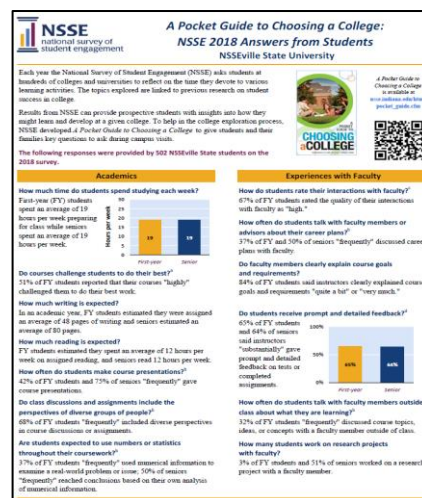 NSSE
national survey of
student engagement
A Pocket Guide to Choosing a College:
NSSE 2018 Answers from Students
NSSEville State University
Each year the National Survey of Student Engagement (NSSE) asks students at
hundreds of colleges and universities to reflect on the time they devote to various
learning activities. The topics explored are linked to previous research on student
success in college.
Results from NSSE can provide prospective students with insights into how they
might learn and develop at a given college. To help in the college exploration process,
NSSE developed A Pocket Guide to Choosing a College to give students and their
families key questions to ask during campus visits.
The following responses were provided by 502 NSSEville State students on the
2018 survey.
CHOOSING
a COLLEGE
A Pocket Guide to
Choosing a College
is available at
Academics
How much time do students spend studying each week?
First-year (FY) students
spent an average of 19
hours per week preparing
for class while seniors
spent an average of 19
hours per week.
Hours per week
30
25
20
15
10
5
0
19
19
First-year
Senior
Do courses challenge students to do their best?
51% of FY students reported that their courses "highly"
challenged them to do their best work.
How much writing is expected?
In an academic year, FY students estimated they were assigned
an average of 48 pages of writing and seniors estimated an
average of 80 pages.
How much reading is expected?
FY students estimated they spent an average of 12 hours per
week on assigned reading, and seniors read 12 hours per week.
How often do students make course presentations?
42% of FY students and 75% of seniors "frequently" gave
course presentations.
Do class discussions and assignments include the
perspectives of diverse groups of people?
68% of FY students "frequently" included diverse perspectives
in course discussions or assignments.
Are students expected to use numbers or statistics
throughout their coursework?
37% of FY students "frequently" used numerical information to
examine a real-world problem or issue; 50% of seniors
"frequently" reached conclusions based on their own analysis
of numerical information.
Experiences with Faculty
How do students rate their interactions with faculty?
67% of FY students rated the quality of their interactions
with faculty as "high."
How often do students talk with faculty members or
advisors about their career plans?
37% of FY and 50% of seniors "frequently" discussed career
plans with faculty.
Do faculty members clearly explain course goals
and requirements?
84% of FY students said instructors clearly explained course
goals and requirements "quite a bit" or "very much."
Do students receive prompt and detailed feedback?
65% of FY students
and 64% of seniors
said instructors
"substantially" gave
prompt and detailed
feedback on tests or
completed
assignments.
100%
50%
0%
65%
64%
First-year
Senior
How often do students talk with faculty members outside
class about what they are learning?
32% of FY students "frequently" discussed course topics,
ideas, or concepts with a faculty member outside of class.
How many students work on research projects
with faculty?
3% of FY students and 51% of seniors worked on a research
project with a faculty member.